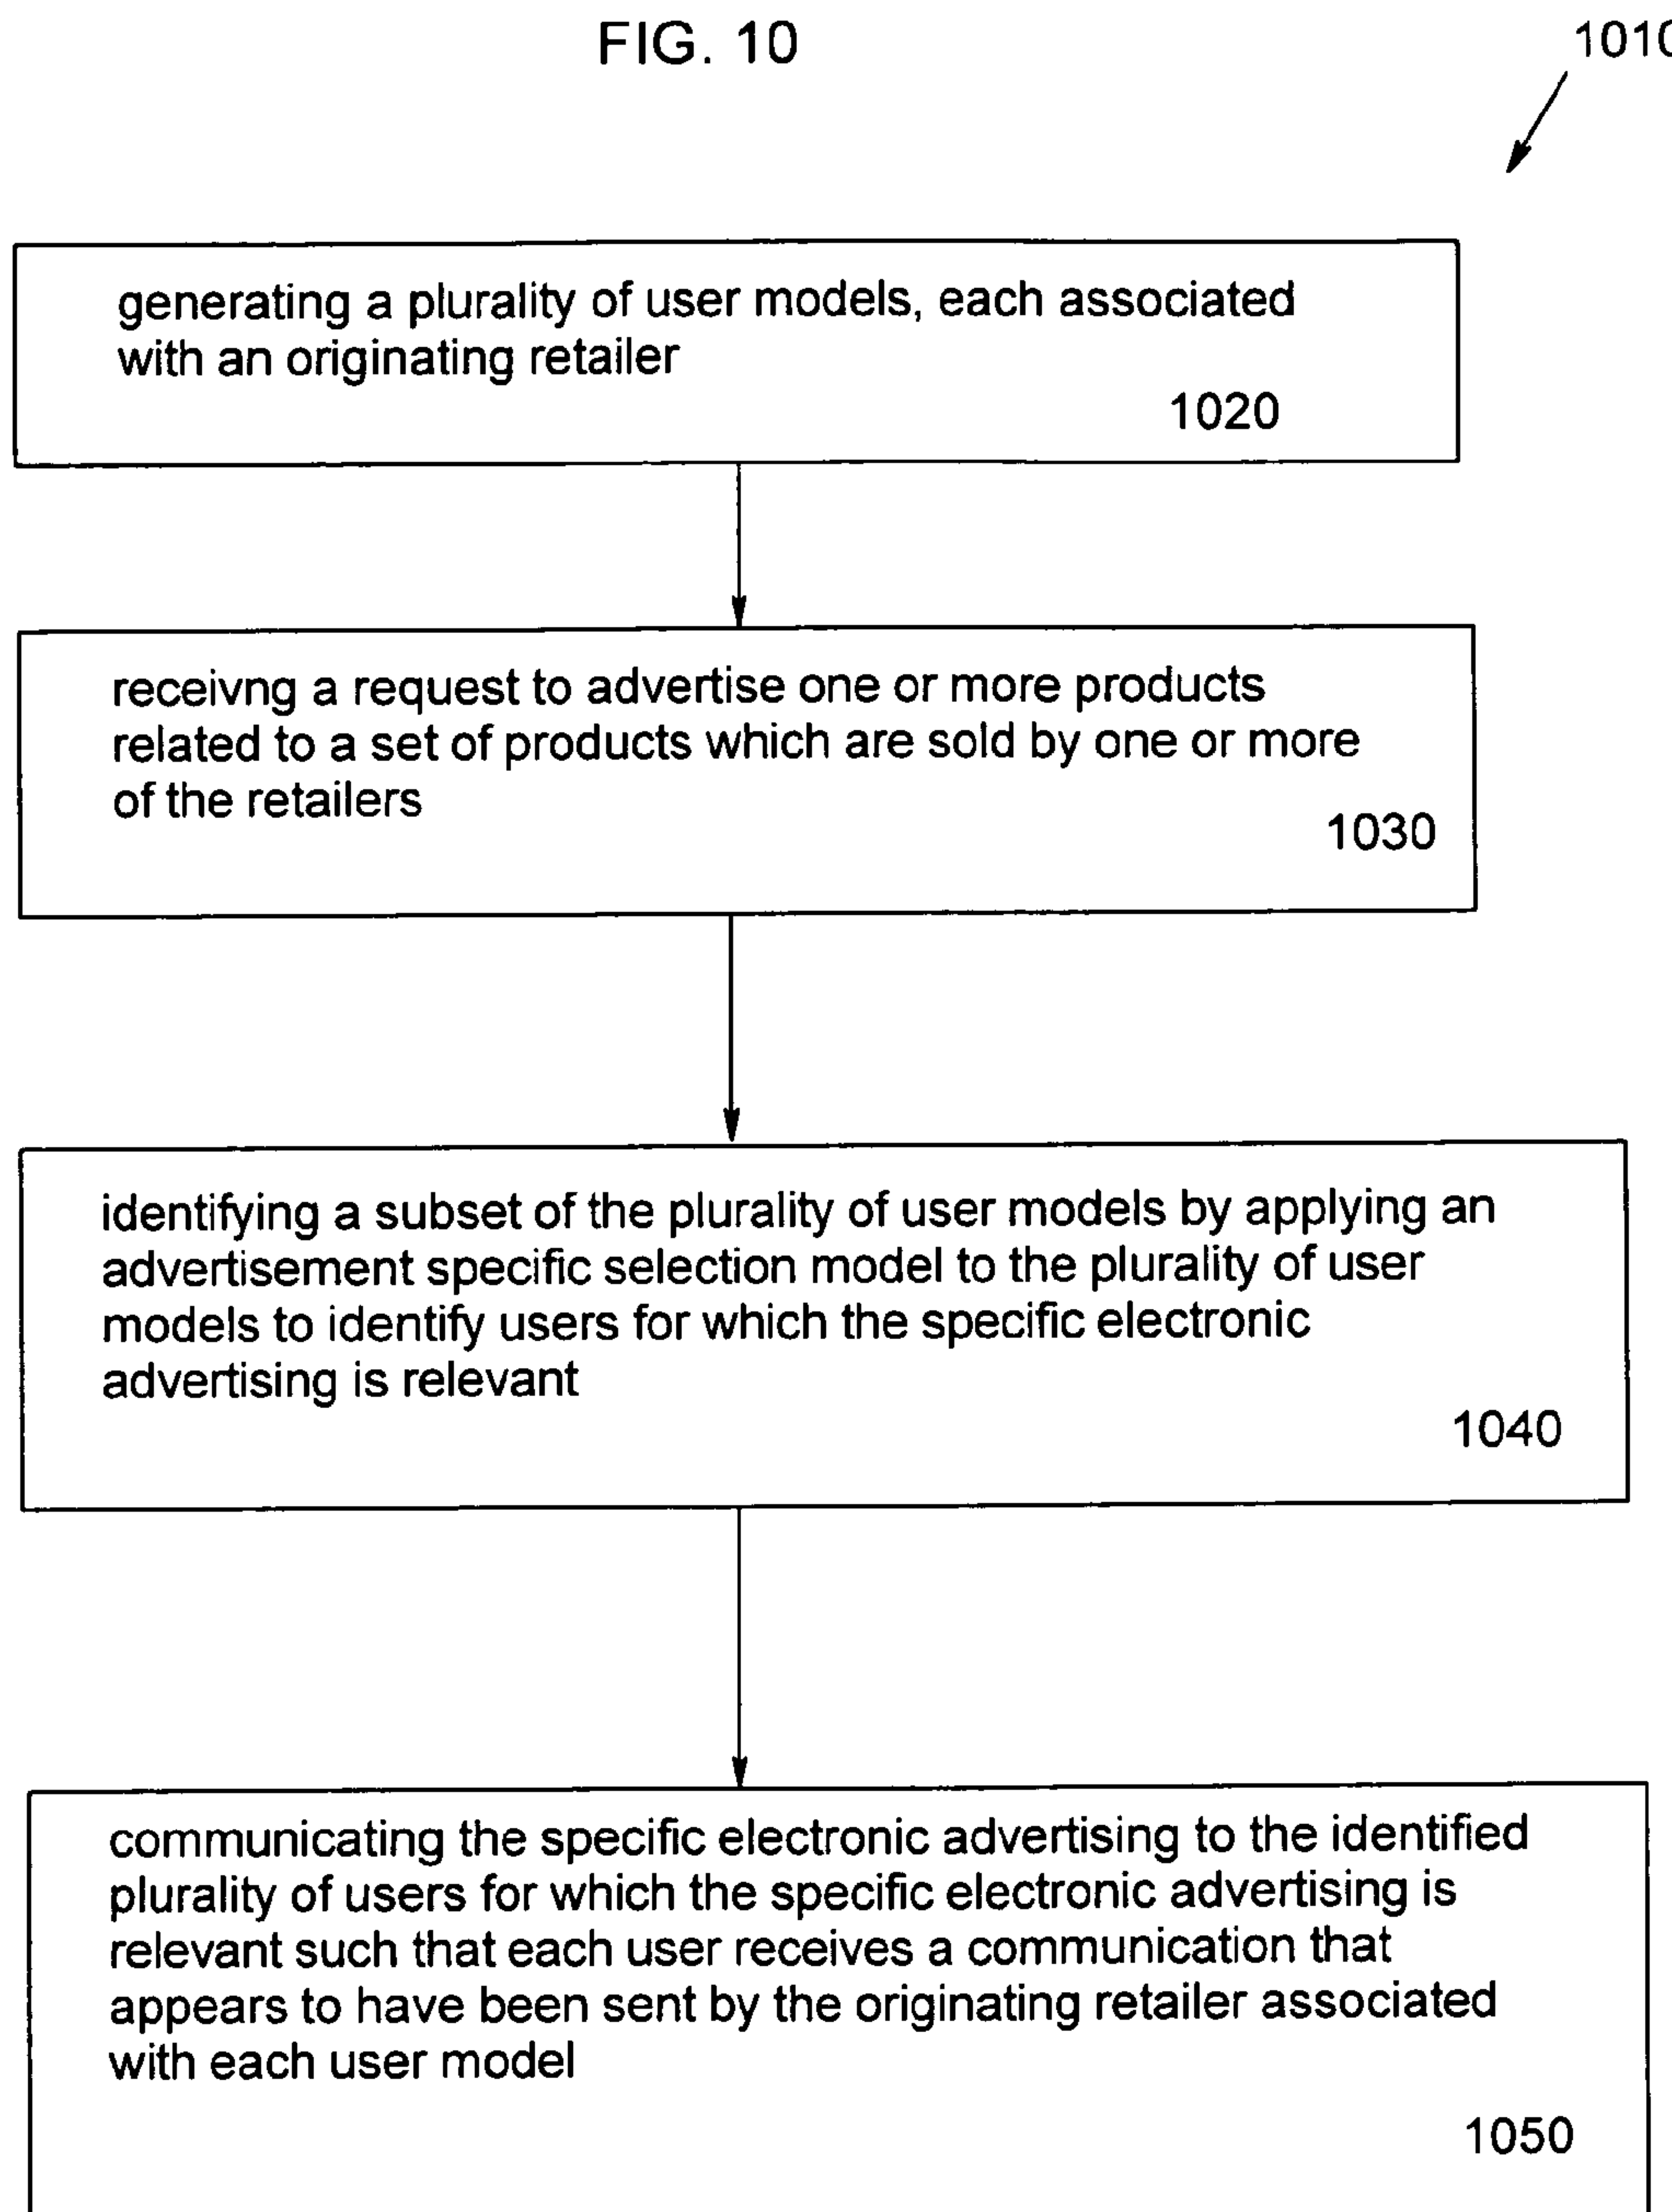 FIG. 10
1010
generating a plurality of user models, each associated
with an originating retailer
1020
receivng a request to advertise one or more products
related to a set of products which are sold by one or more
of the retailers
1030
identifying a subset of the plurality of user models by applying an
advertisement specific selection model to the plurality of user
models to identify users for which the specific electronic
advertising is relevant
1040
communicating the specific electronic advertising to the identified
plurality of users for which the specific electronic advertising is
relevant such that each user receives a communication that
appears to have been sent by the originating retailer associated
with each user model
1050